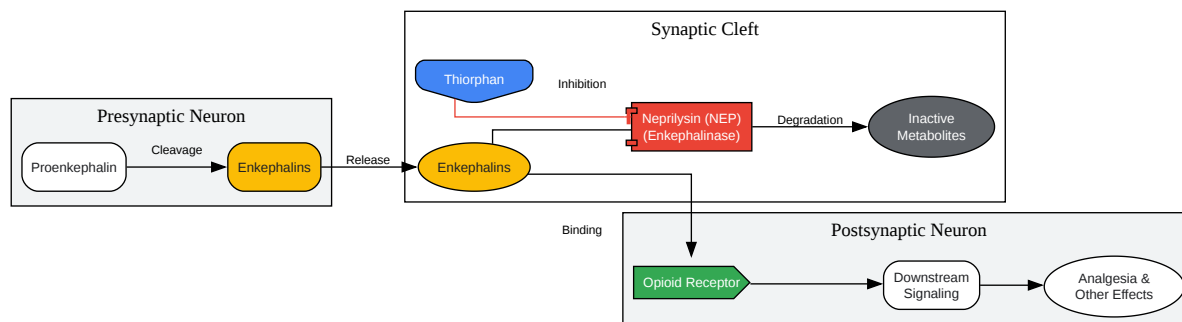 Synaptic Cleft
Thiorphan
Inhibition
Presynaptic Neuron
Neprilysin (NEP)
(Enkephalinase)
Degradation
Inactive
Metabolites
Cleavage
Proenkephalin
Enkephalins
Release
Enkephalins
Binding
Postsynaptic Neuron
Opioid Receptor
Downstream
Signaling
Analgesia &
Other Effects